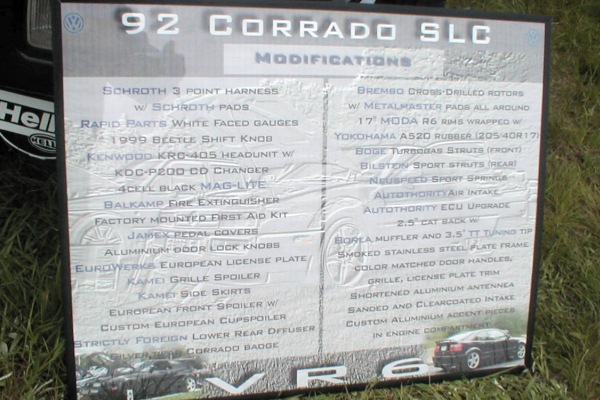 92 Corrado SLC
Modifications
Schroth 3 point harness
w/ Schroth pads
Rapid Parts White Faced gauges
1999 Beetle Shift Knob
Kenwood KRC-405 headunit w/
KDC-P200 CD Changer
4cell black MAG-LITE
Balkamp Fire Extinguisher
Factory mounted First Aid Kit
Jamex pedal covers
Aluminium door lock knobs
EuroWerks European license plate
Kamei Grille Spoiler
Kamei Side Skirts
European Front Spoiler w/
Custom European Cupspoiler
Strictly Foreign Lower Rear Diffuser
Corrado badge
Brembo Cross-Drilled rotors
w/ Metalmaster pads all around
17" MODA R6 rims wrapped w/
Yokohama A520 rubber (205/40R17)
Boge Turbogas Struts (front)
Bilstein Sport struts (rear)
Neuspeed Sport Springs
Autothority Air Intake
Autothority ECU Upgrade
2.5" cat back w/
Borla muffler and 3.5" TT tuning tip
Smoked stainless steel plate frame
color matched door handles,
grille, license plate trim
Shortened aluminium antennea
Sanded and Clearcoated Intake
Custom Aluminium accent pieces
in engine compartment
VR6
Hella
HELLA